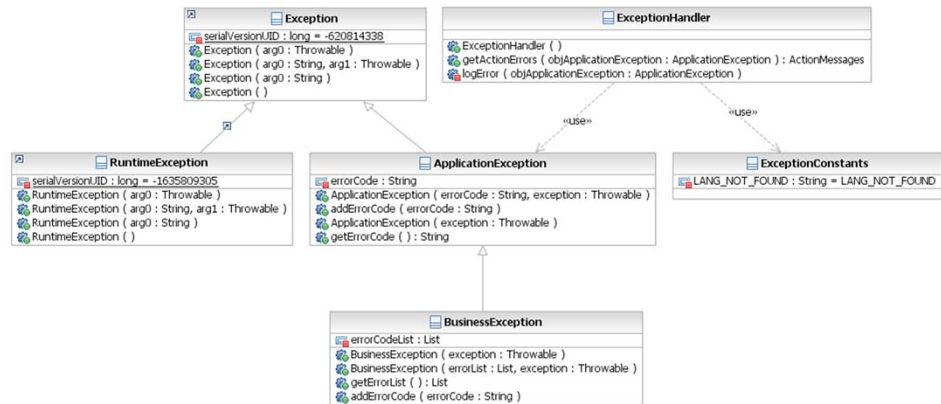 Exception
serialVersionUID : long = -620814338
Exception ( arg0 : Throwable )
Exception ( arg0 : String, arg1 : Throwable )
Exception ( arg0 : String )
Exception ( )
ExceptionHandler
ExceptionHandler ( )
getActionErrors ( objApplicationException : ApplicationException ) : ActionMessages
logError ( objApplicationException : ApplicationException )
«use»
«use»
RuntimeException
serialVersionUID : long = -1635809305
RuntimeException ( arg0 : Throwable )
RuntimeException ( arg0 : String, arg1 : Throwable )
RuntimeException ( arg0 : String )
RuntimeException ( )
ApplicationException
errorCode : String
ApplicationException ( errorCode : String, exception : Throwable )
addErrorCode ( errorCode : String )
ApplicationException ( exception : Throwable )
getErrorCode ( ) : String
ExceptionConstants
LANG_NOT_FOUND : String = LANG_NOT_FOUND
BusinessException
errorCodeList : List
BusinessException ( exception : Throwable )
BusinessException ( errorList : List, exception : Throwable )
getErrorList ( ) : List
addErrorCode ( errorCode : String )